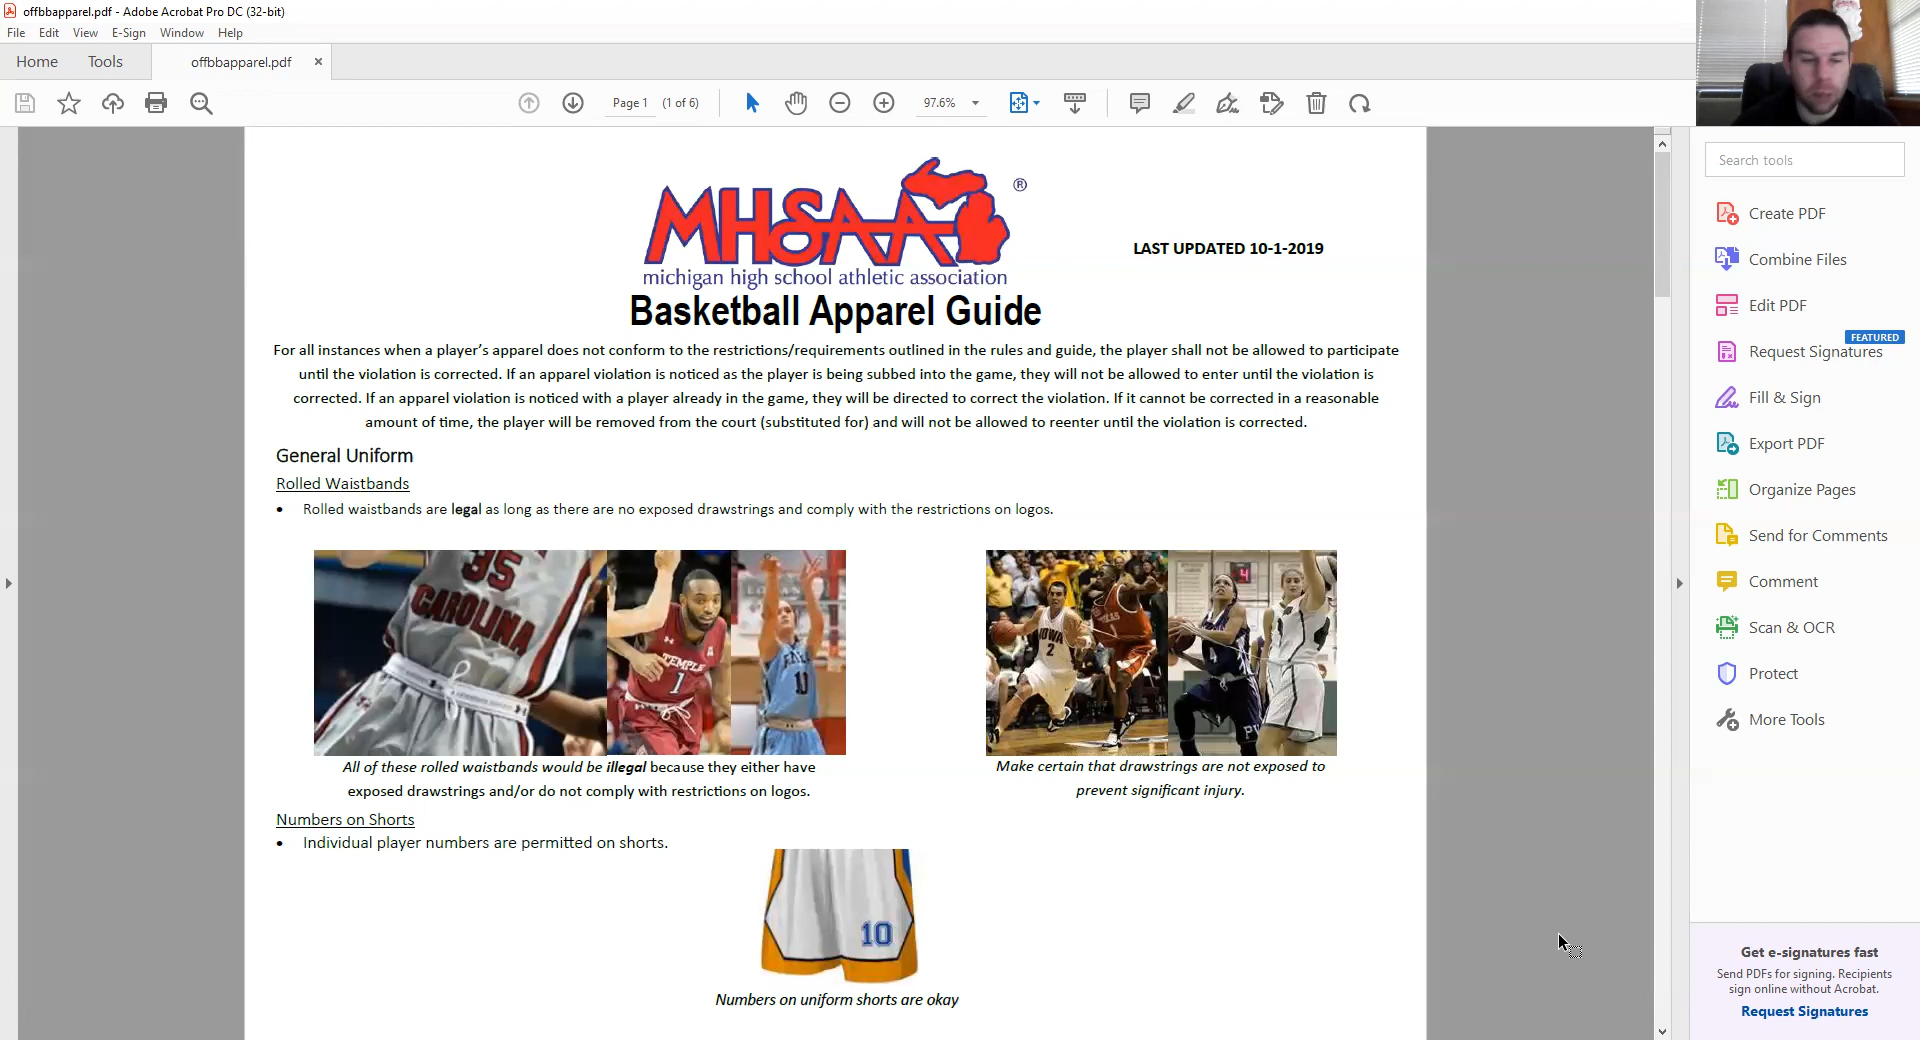 offbbapparel.pdf - Adobe Acrobat Pro DC (32-bit)
File Edit View E-Sign Window Help
Home Tools offbbapparel.pdf ×
Page 1 (1 of 6) 97.6%
Search tools
Create PDF
Combine Files
Edit PDF
FEATURED
Request Signatures
Fill & Sign
Export PDF
Organize Pages
Send for Comments
Comment
Scan & OCR
Protect
More Tools
Get e-signatures fast
Send PDFs for signing. Recipients
sign online without Acrobat.
Request Signatures
MHSAA ®
michigan high school athletic association
LAST UPDATED 10-1-2019
Basketball Apparel Guide
For all instances when a player’s apparel does not conform to the restrictions/requirements outlined in the rules and guide, the player shall not be allowed to participate
until the violation is corrected. If an apparel violation is noticed as the player is being subbed into the game, they will not be allowed to enter until the violation is
corrected. If an apparel violation is noticed with a player already in the game, they will be directed to correct the violation. If it cannot be corrected in a reasonable
amount of time, the player will be removed from the court (substituted for) and will not be allowed to reenter until the violation is corrected.
General Uniform
Rolled Waistbands
• Rolled waistbands are legal as long as there are no exposed drawstrings and comply with the restrictions on logos.
35
CAROLINA
TEMPLE
1
11
IOWA
2
4
4
All of these rolled waistbands would be illegal because they either have
exposed drawstrings and/or do not comply with restrictions on logos.
Make certain that drawstrings are not exposed to
prevent significant injury.
Numbers on Shorts
• Individual player numbers are permitted on shorts.
10
Numbers on uniform shorts are okay